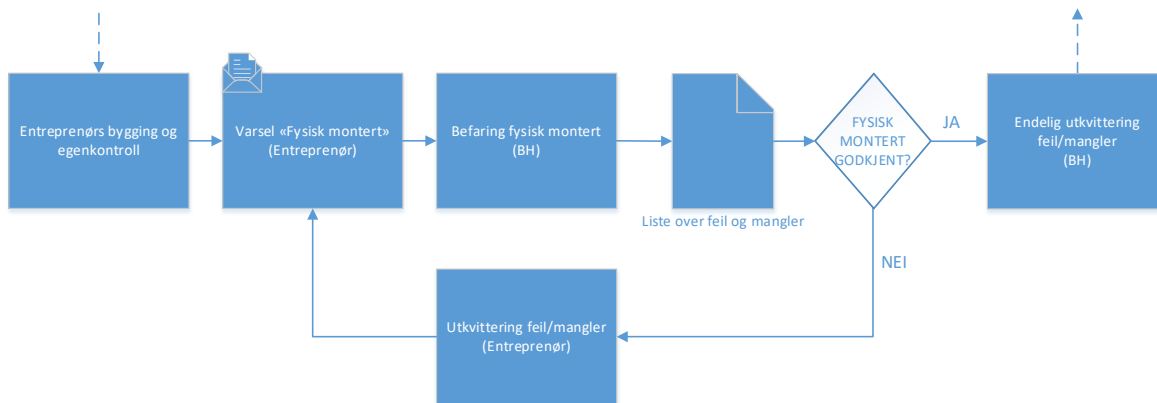 Entreprenørs bygging og
egenkontroll
Varsel «Fysisk montert»
(Entreprenør)
Befaring fysisk montert
(BH)
Liste over feil og mangler
FYSISK
MONTERT
GODKJENT?
JA
Endelig utkvittering
feil/mangler
(BH)
NEI
Utkvittering feil/mangler
(Entreprenør)